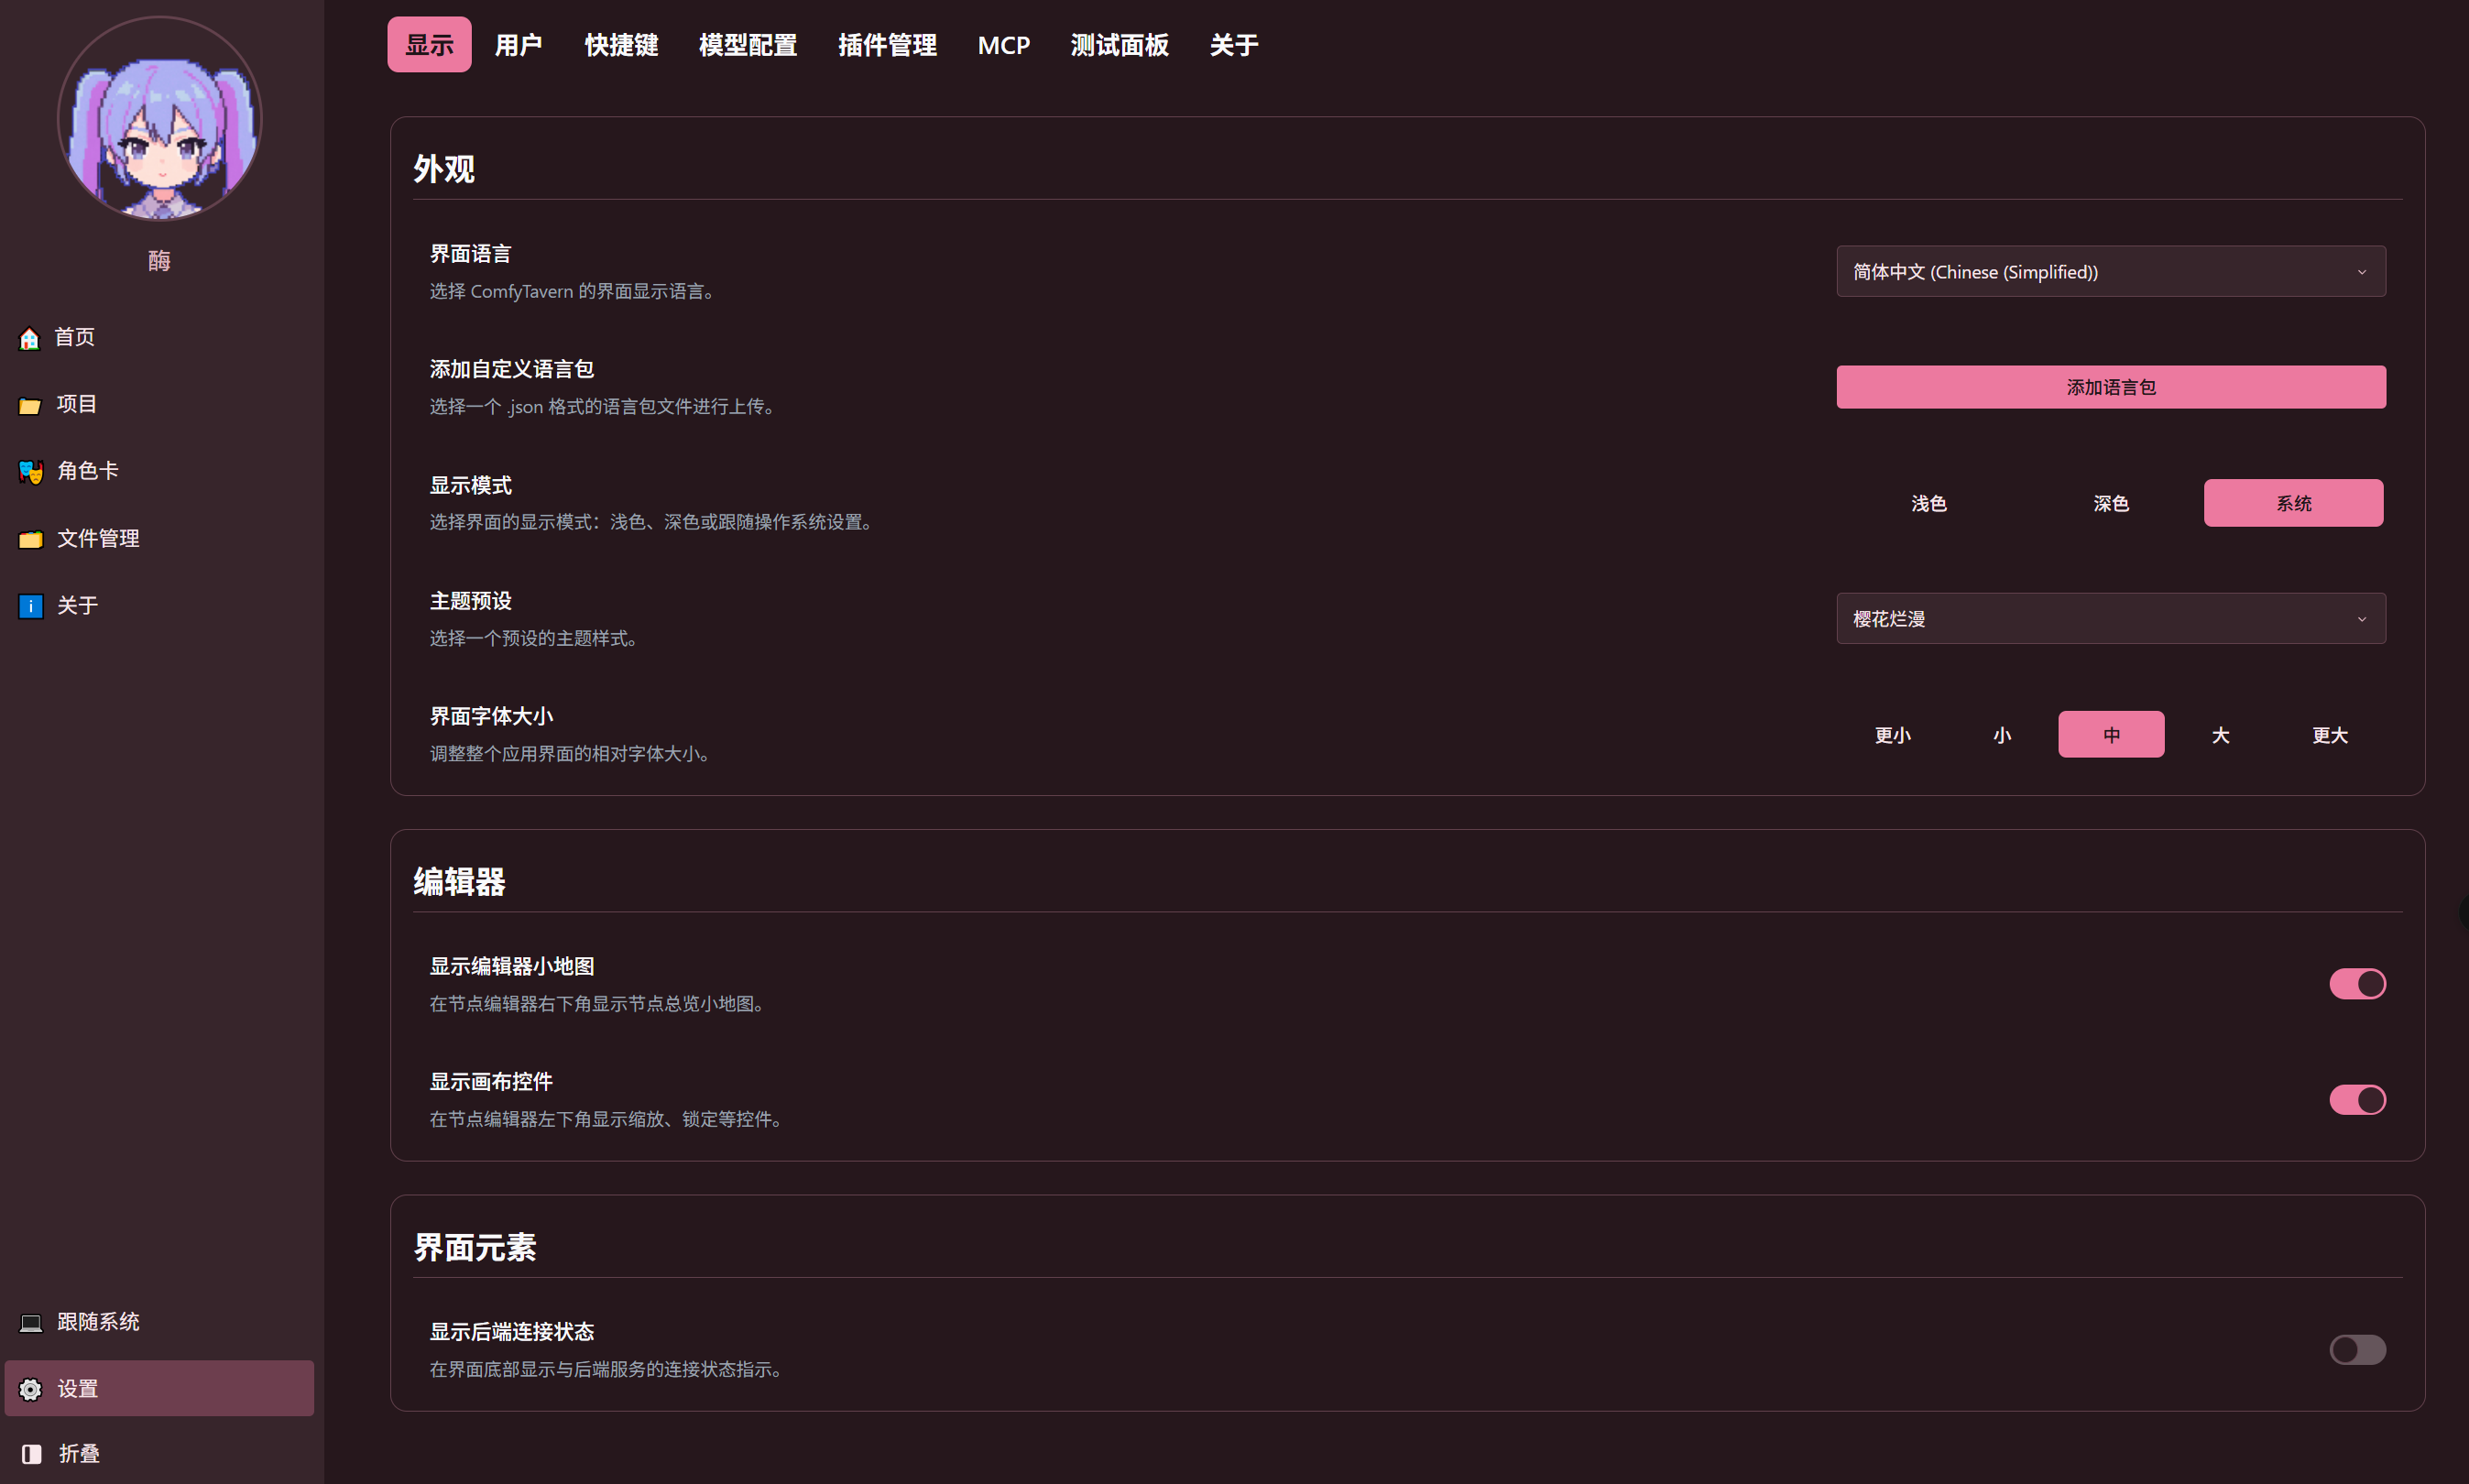 酶
首页
项目
角色卡
文件管理
关于
跟随系统
设置
折叠
显示 用户 快捷键 模型配置 插件管理 MCP 测试面板 关于
外观
界面语言
选择 ComfyTavern 的界面显示语言。
简体中文 (Chinese (Simplified))
添加自定义语言包
选择一个 .json 格式的语言包文件进行上传。
添加语言包
显示模式
选择界面的显示模式：浅色、深色或跟随操作系统设置。
浅色 深色 系统
主题预设
选择一个预设的主题样式。
樱花烂漫
界面字体大小
调整整个应用界面的相对字体大小。
更小 小 中 大 更大
编辑器
显示编辑器小地图
在节点编辑器右下角显示节点总览小地图。
显示画布控件
在节点编辑器左下角显示缩放、锁定等控件。
界面元素
显示后端连接状态
在界面底部显示与后端服务的连接状态指示。